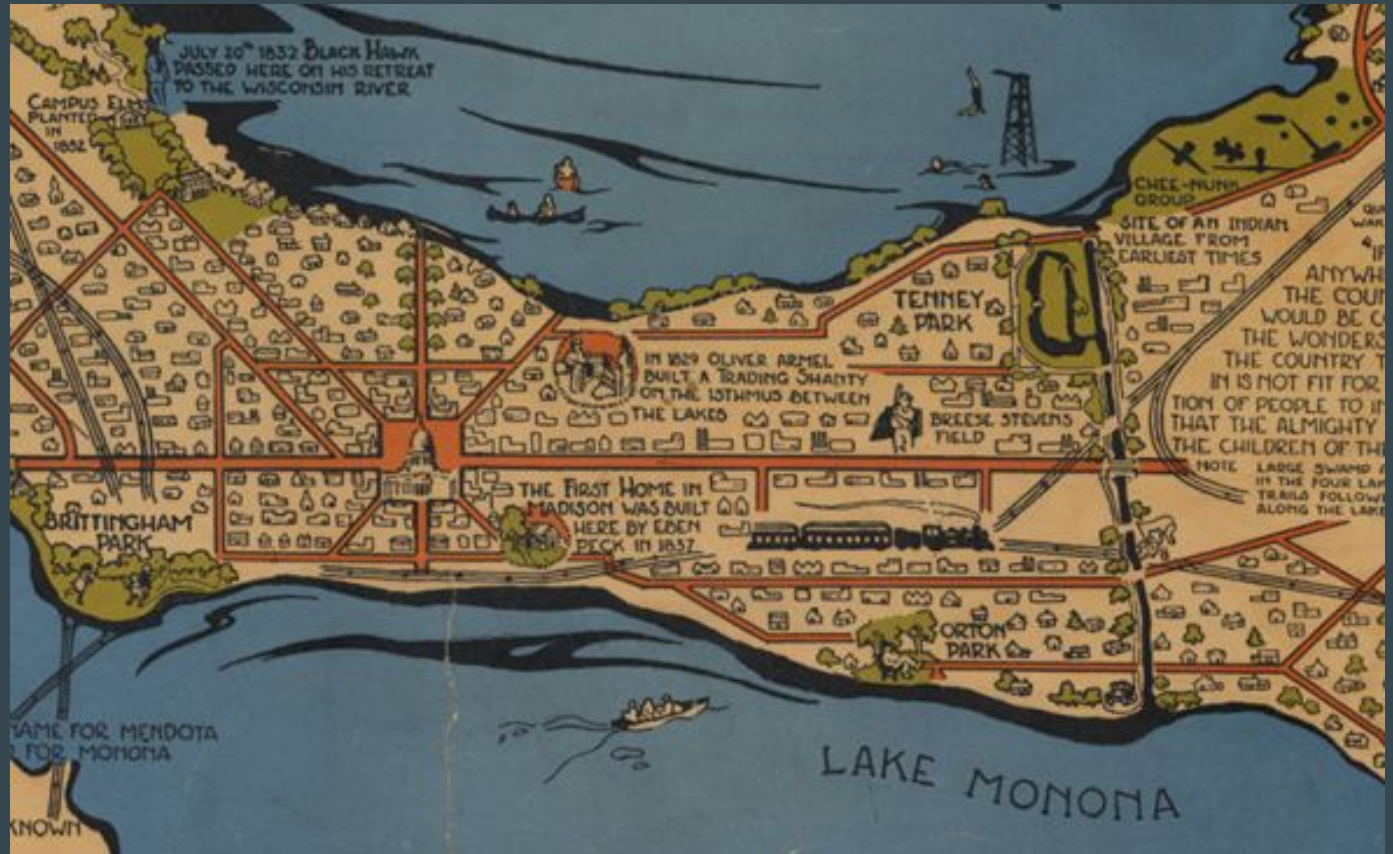 JULY 20TH 1832 BLACK HAWK
PASSED HERE ON HIS RETREAT
TO THE WISCONSIN RIVER
CAMPUS ELMS
PLANTED
IN
1852
CHEE-NUNK
GROUP
SITE OF AN INDIAN
VILLAGE FROM
EARLIEST TIMES
TENNEY
PARK
IN 1829 OLIVER ARMEL
BUILT A TRADING SHANTY
ON THE ISTHMUS BETWEEN
THE LAKES
BREESE STEVENS
FIELD
IF
ANYWH
THE COUN
WOULD BE C
THE WONDERS
THE COUNTRY T
IN IS NOT FIT FOR
TION OF PEOPLE TO IN
THAT THE ALMIGHTY
THE CHILDREN OF THE
NOTE LARGE SWAMP
IN THE FOUR LA
TRAILS FOLLOWE
ALONG THE LAKE
THE FIRST HOME IN
MADISON WAS BUILT
HERE BY EBEN
PECK IN 1837
BRITTINGHAM
PARK
ORTON
PARK
NAME FOR MENDOTA
FOR MONONA
KNOWN
LAKE MONONA